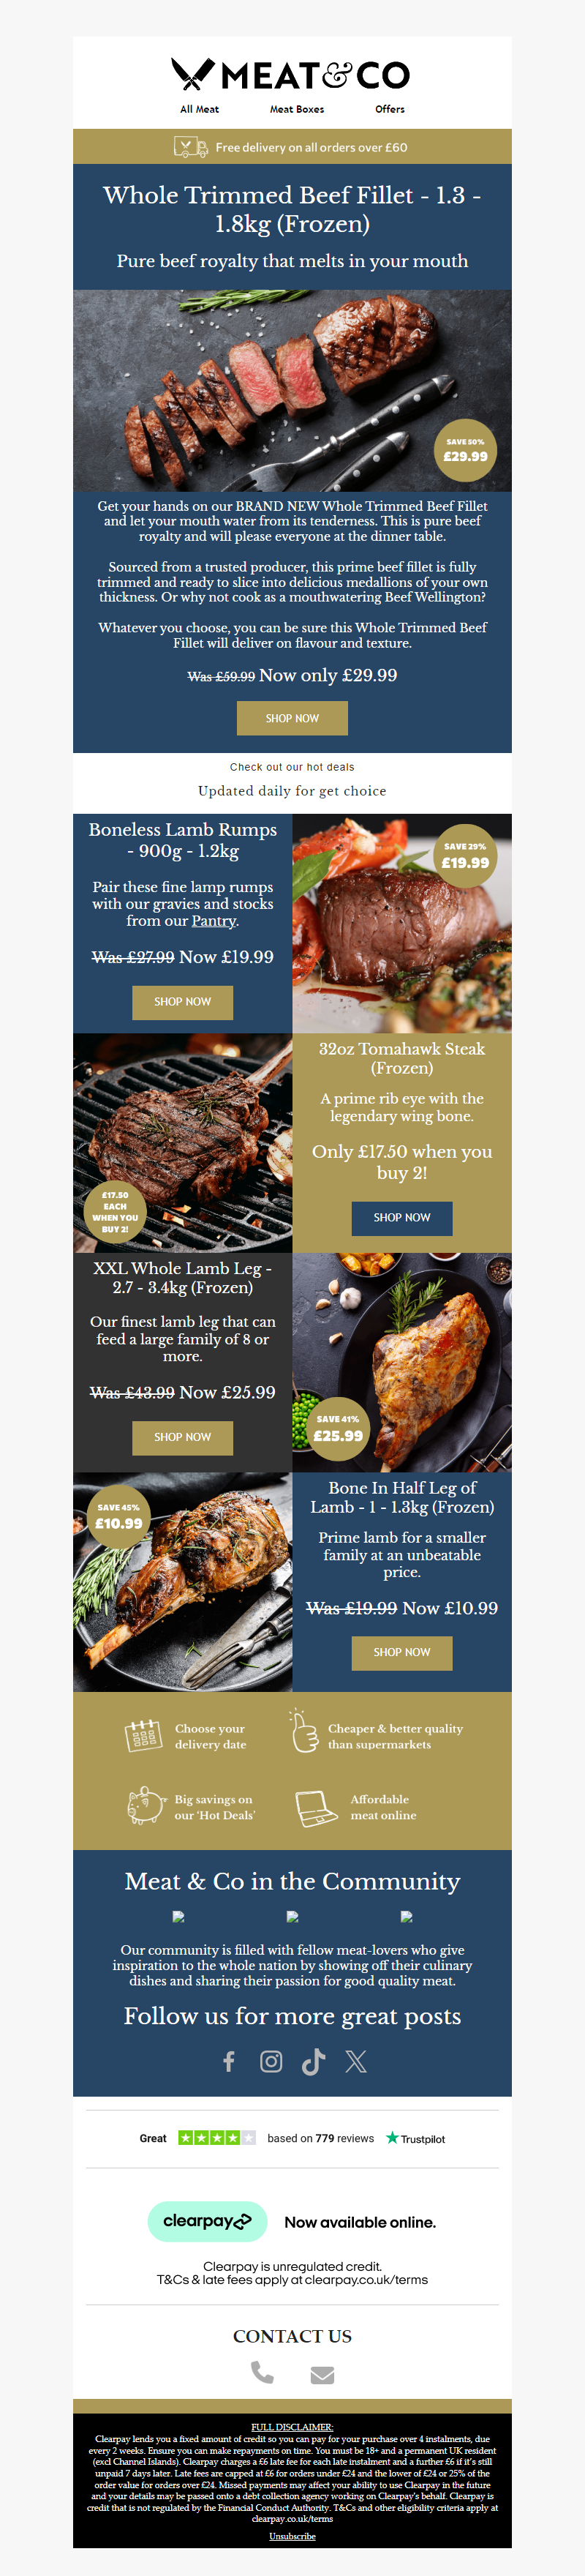 MEAT&CO
All Meat Meat Boxes Offers
Free delivery on all orders over £60
Whole Trimmed Beef Fillet - 1.3 -
1.8kg (Frozen)
Pure beef royalty that melts in your mouth
SAVE 50%
£29.99
Get your hands on our BRAND NEW Whole Trimmed Beef Fillet
and let your mouth water from its tenderness. This is pure beef
royalty and will please everyone at the dinner table.
Sourced from a trusted producer, this prime beef fillet is fully
trimmed and ready to slice into delicious medallions of your own
thickness. Or why not cook as a mouthwatering Beef Wellington?
Whatever you choose, you can be sure this Whole Trimmed Beef
Fillet will deliver on flavour and texture.
Was £59.99 Now only £29.99
SHOP NOW
Check out our hot deals
Updated daily for get choice
Boneless Lamb Rumps
- 900g - 1.2kg
Pair these fine lamp rumps
with our gravies and stocks
from our Pantry.
Was £27.99 Now £19.99
SHOP NOW
SAVE 29%
£19.99
£17.50
EACH
WHEN YOU
BUY 2!
32oz Tomahawk Steak
(Frozen)
A prime rib eye with the
legendary wing bone.
Only £17.50 when you
buy 2!
SHOP NOW
XXL Whole Lamb Leg -
2.7 - 3.4kg (Frozen)
Our finest lamb leg that can
feed a large family of 8 or
more.
Was £43.99 Now £25.99
SHOP NOW
SAVE 41%
£25.99
SAVE 45%
£10.99
Bone In Half Leg of
Lamb - 1 - 1.3kg (Frozen)
Prime lamb for a smaller
family at an unbeatable
price.
Was £19.99 Now £10.99
SHOP NOW
Choose your
delivery date
Cheaper & better quality
than supermarkets
Big savings on
our 'Hot Deals'
Affordable
meat online
Meat & Co in the Community
Our community is filled with fellow meat-lovers who give
inspiration to the whole nation by showing off their culinary
dishes and sharing their passion for good quality meat.
Follow us for more great posts
Great based on 779 reviews Trustpilot
clearpay Now available online.
Clearpay is unregulated credit.
T&Cs & late fees apply at clearpay.co.uk/terms
CONTACT US
FULL DISCLAIMER:
Clearpay lends you a fixed amount of credit so you can pay for your purchase over 4 instalments, due
every 2 weeks. Ensure you can make repayments on time. You must be 18+ and a permanent UK resident
(excl Channel Islands). Clearpay charges a £6 late fee for each late instalment and a further £6 if it's still
unpaid 7 days later. Late fees are capped at £6 for orders under £24 and the lower of £24 or 25% of the
order value for orders over £24. Missed payments may affect your ability to use Clearpay in the future
and your details may be passed onto a debt collection agency working on Clearpay's behalf. Clearpay is
credit that is not regulated by the Financial Conduct Authority. T&Cs and other eligibility criteria apply at
clearpay.co.uk/terms
Unsubscribe